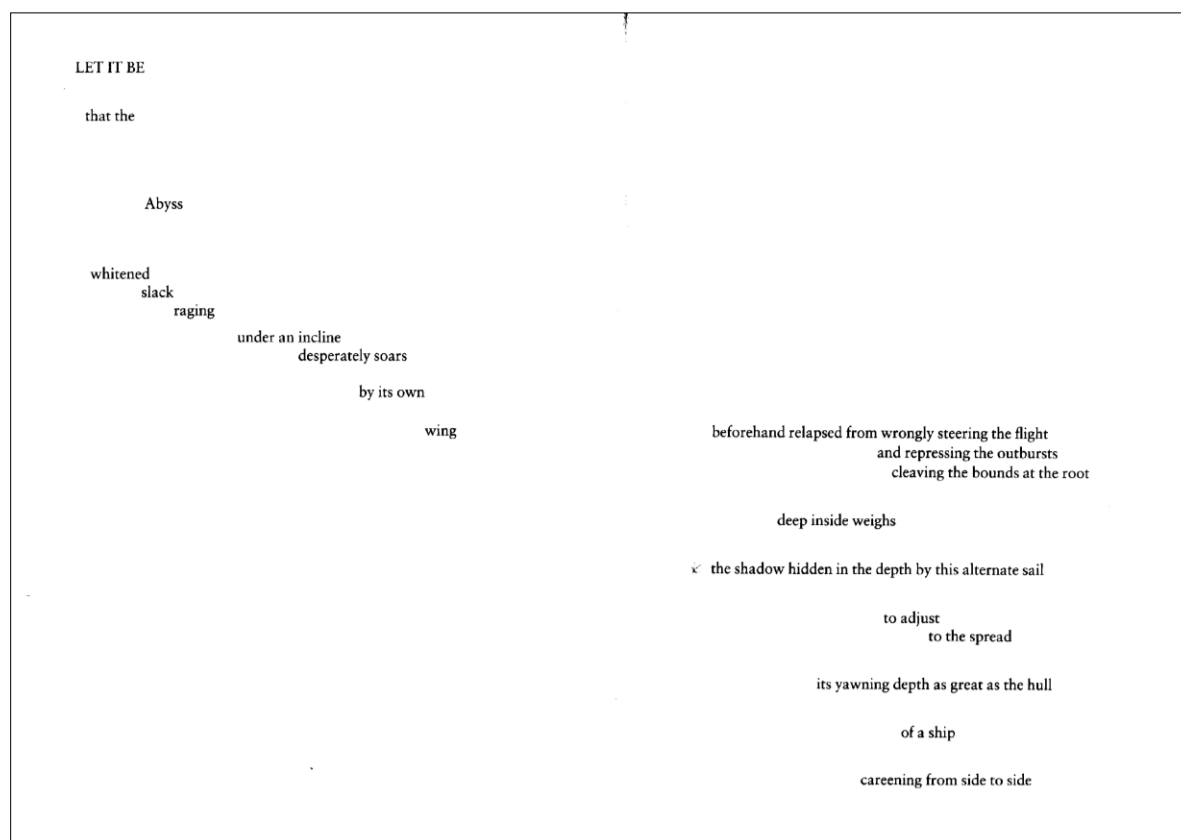 LET IT BE
that the
Abyss
whitened
slack
raging
under an incline
desperately soars
by its own
wing
beforehand relapsed from wrongly steering the flight
and repressing the outbursts
cleaving the bounds at the root
deep inside weighs
the shadow hidden in the depth by this alternate sail
to adjust
to the spread
its yawning depth as great as the hull
of a ship
careening from side to side